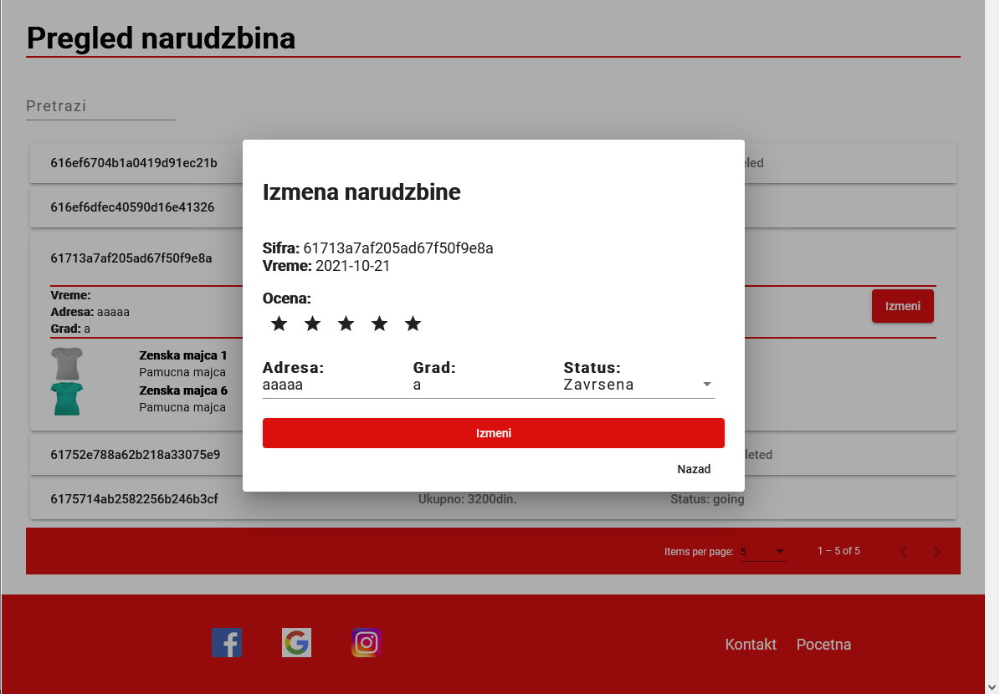 Pregled narudzbina
Pretrazi
616ef6704b1a0419d91ec21b
616ef6dfec40590d16e41326
61713a7af205ad67f50f9e8a
Vreme:
Adresa: aaaaa
Grad: a
Izmeni
Zenska majca 1
Pamucna majca
Zenska majca 6
Pamucna majca
Izmena narudzbine
Sifra: 61713a7af205ad67f50f9e8a
Vreme: 2021-10-21
Ocena:
Adresa: Grad: Status:
aaaaa a Zavrsena
Izmeni
Nazad
61752e788a62b218a33075e9
6175714ab2582256b246b3cf Ukupno: 3200din. Status: going
Items per page: 5 1 – 5 of 5
Kontakt Pocetna